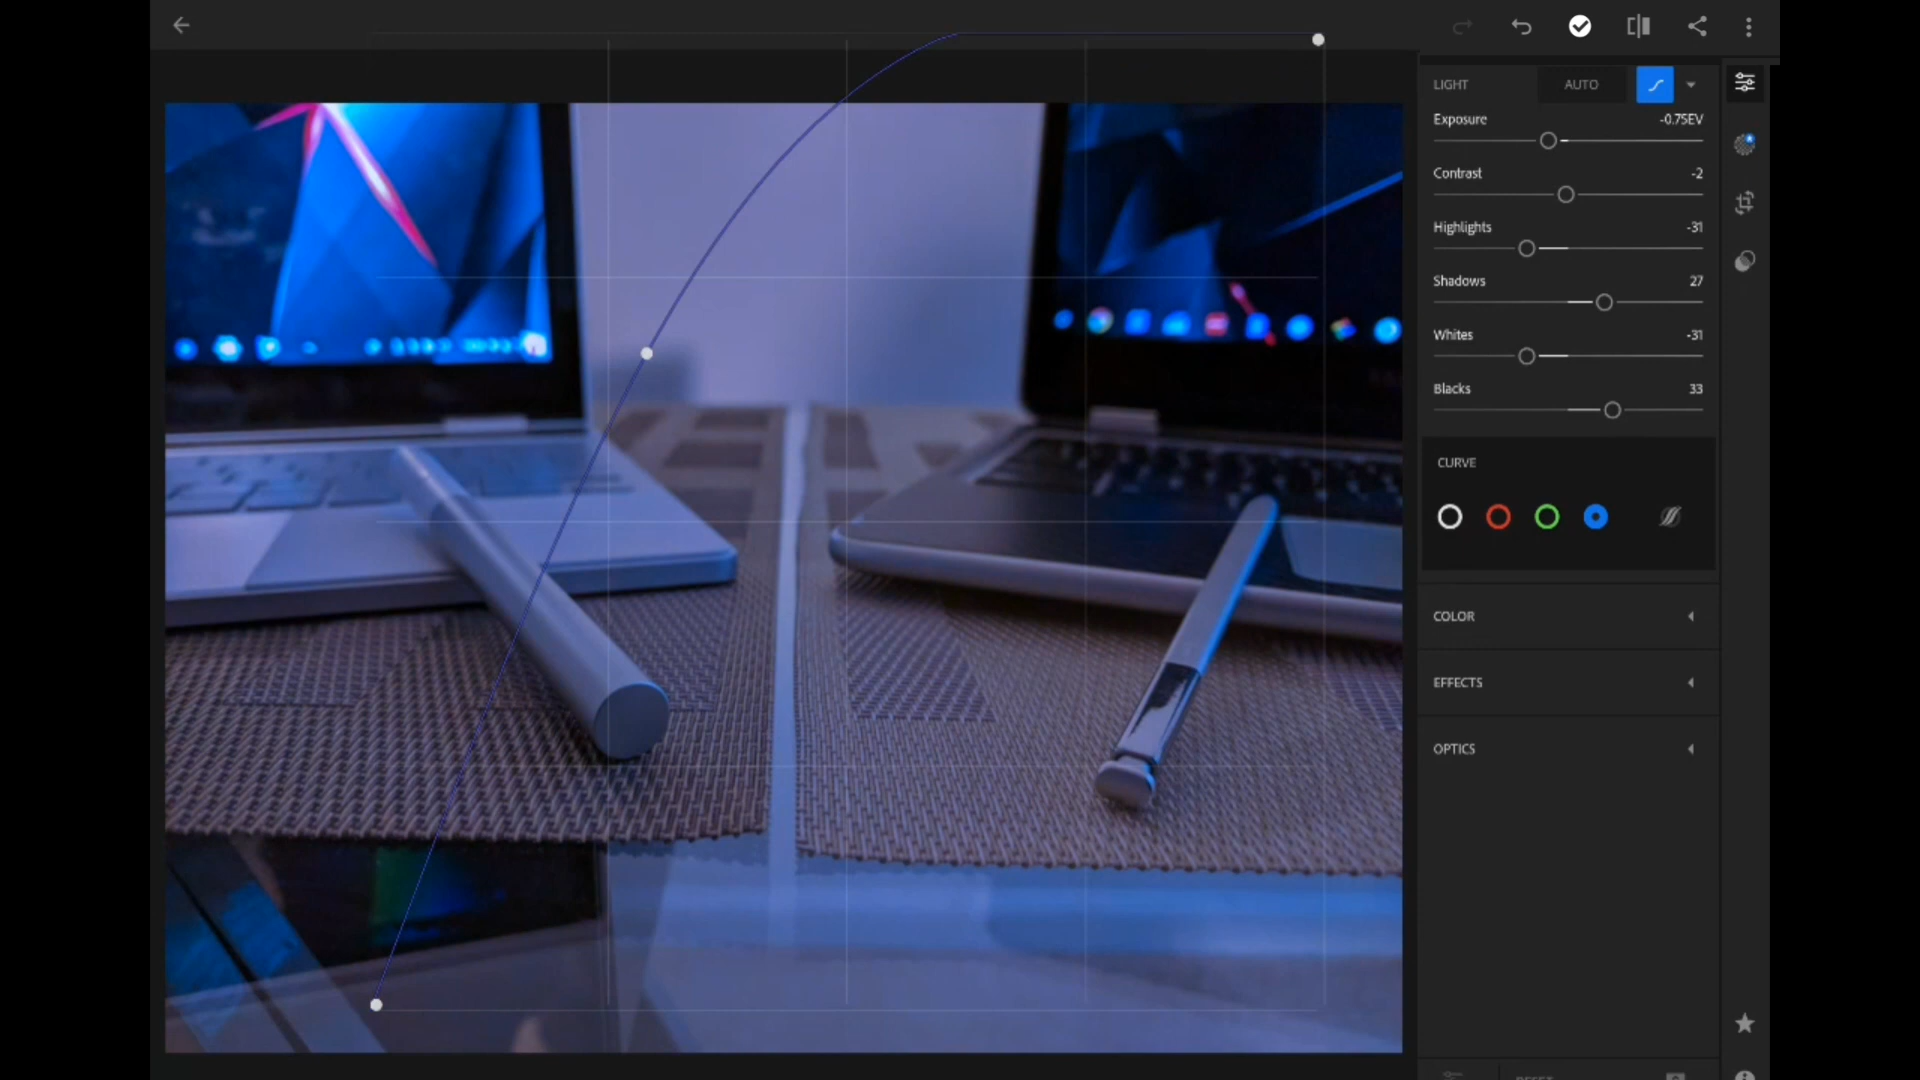 LIGHT AUTO
Exposure -0.75EV
Contrast -2
Highlights -31
Shadows 27
Whites -31
Blacks 33
CURVE
COLOR
EFFECTS
OPTICS